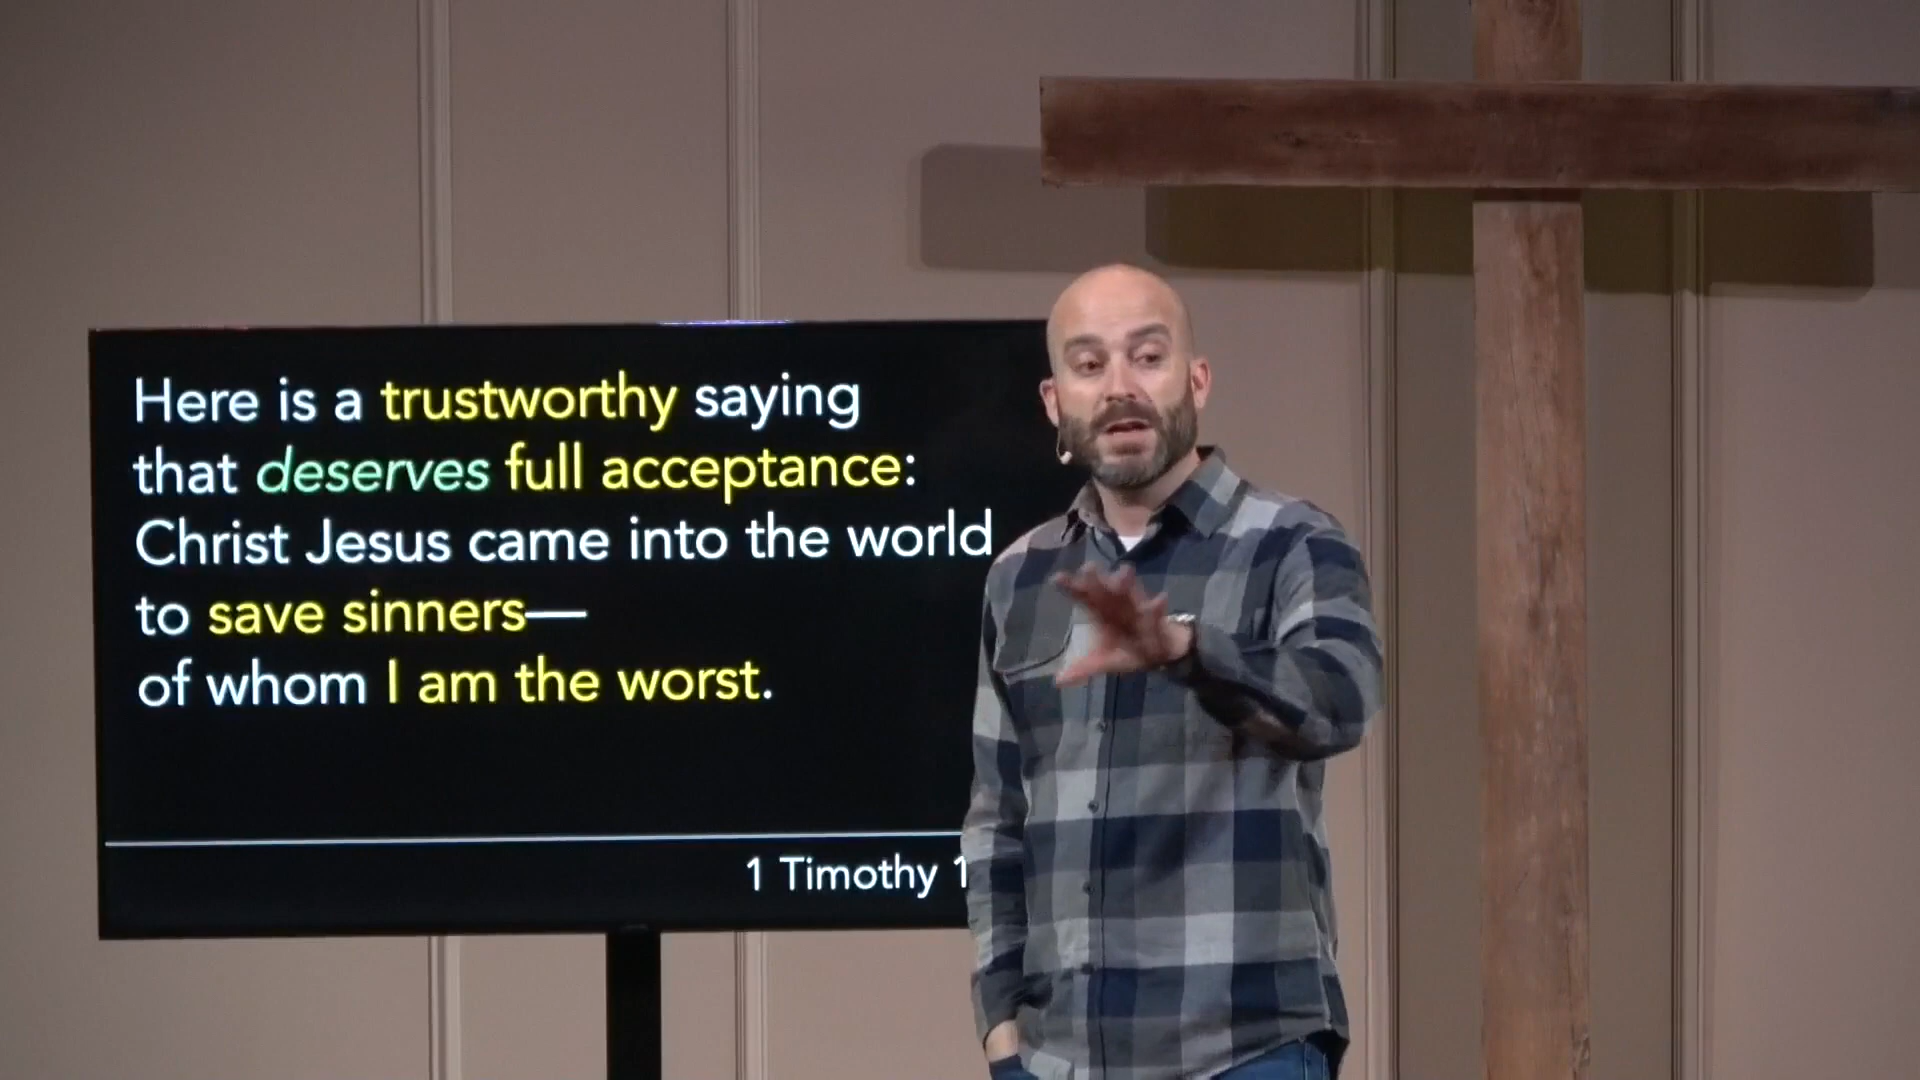 Here is a trustworthy saying
that deserves full acceptance:
Christ Jesus came into the world
to save sinners—
of whom I am the worst.
1 Timothy 1